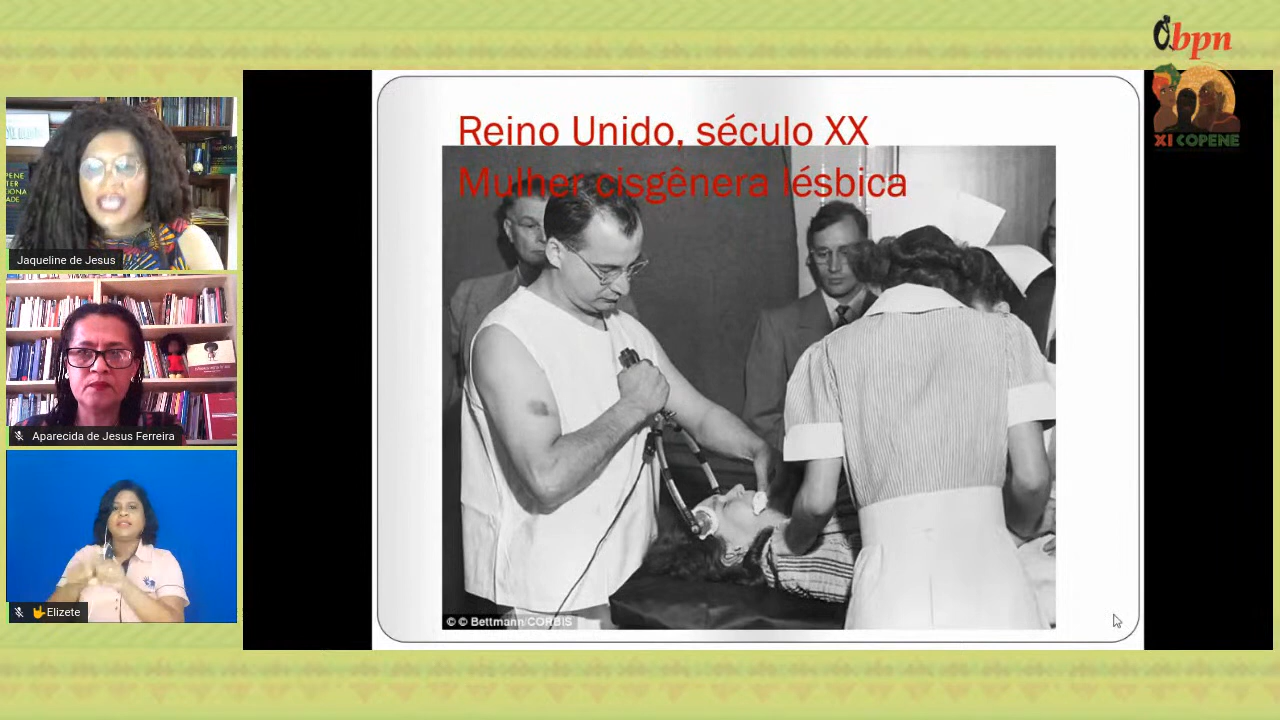 Obpn
XI COPENE
Jaqueline de Jesus
Aparecida de Jesus Ferreira
Elizete
Reino Unido, século XX
Mulher cisgênera lésbica
© © Bettmann/CORBIS